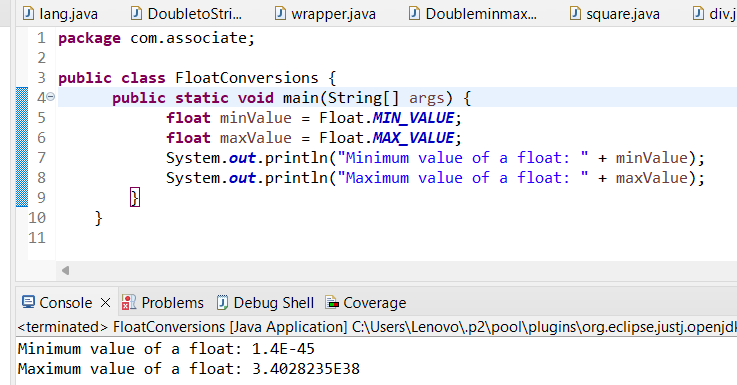 lang.java DoubletoStri... wrapper.java Doubleminmax... square.java div.j
1 package com.associate;
2
3 public class FloatConversions {
4 public static void main(String[] args) {
5 float minValue = Float.MIN_VALUE;
6 float maxValue = Float.MAX_VALUE;
7 System.out.println("Minimum value of a float: " + minValue);
8 System.out.println("Maximum value of a float: " + maxValue);
9 }
10 }
11
Console Problems Debug Shell Coverage
<terminated> FloatConversions [Java Application] C:\Users\Lenovo\.p2\pool\plugins\org.eclipse.justj.openjdk
Minimum value of a float: 1.4E-45
Maximum value of a float: 3.4028235E38